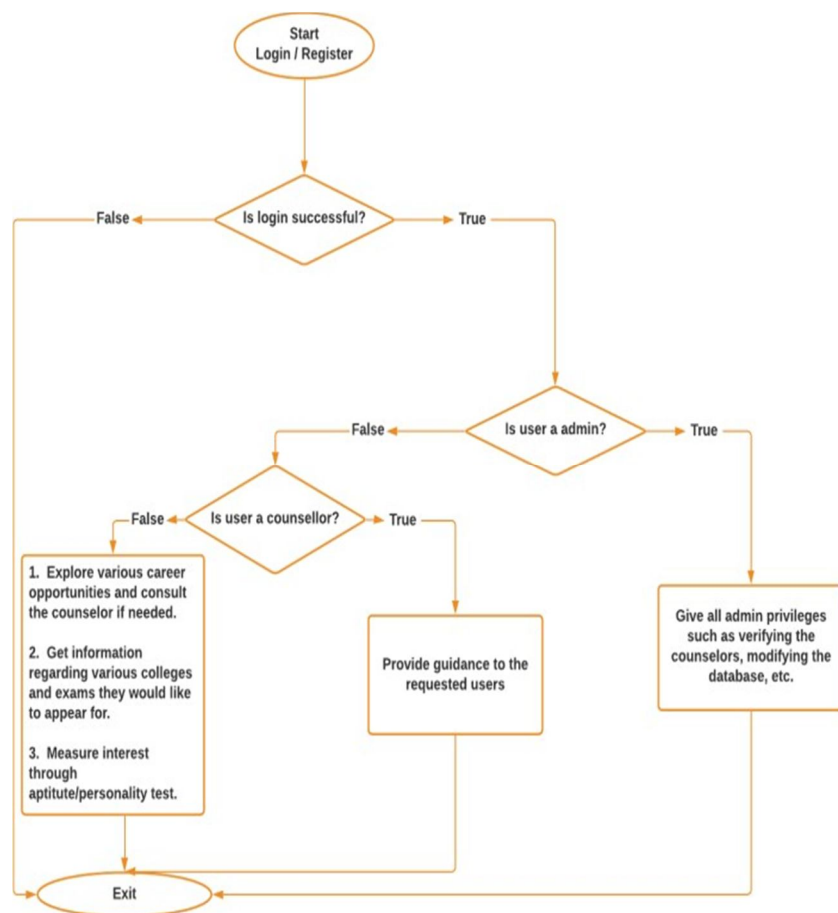 Start
Login / Register
False
Is login successful?
True
False
Is user a admin?
True
False
Is user a counsellor?
True
1. Explore various career
opportunities and consult
the counselor if needed.
2. Get information
regarding various colleges
and exams they would like
to appear for.
3. Measure interest
through
aptitute/personality test.
Provide guidance to the
requested users
Give all admin privileges
such as verifying the
counselors, modifying the
database, etc.
Exit